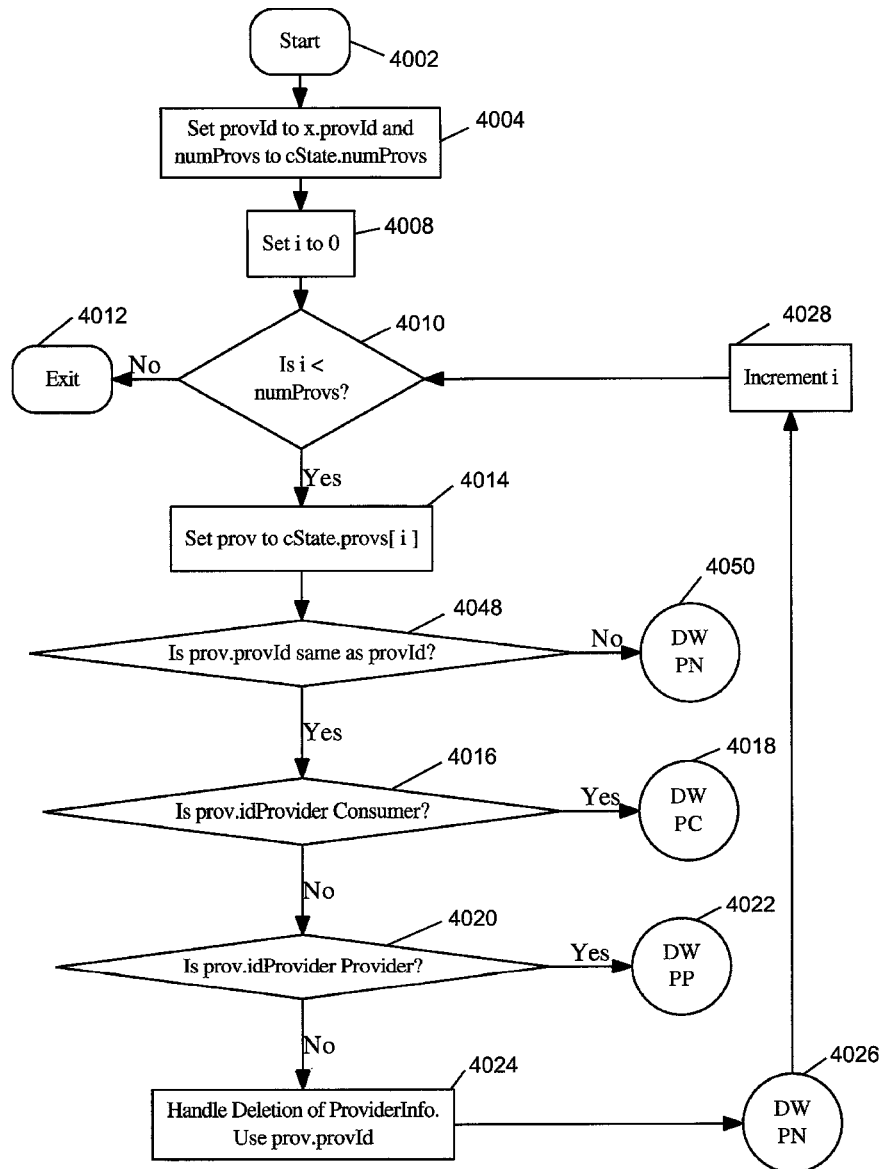 Start
4002
Set provId to x.provId and
numProvs to cState.numProvs
4004
Set i to 0
4008
4012
Exit
No
4010
Is i <
numProvs?
4028
Increment i
Yes
4014
Set prov to cState.provs[ i ]
4048
Is prov.provId same as provId?
No
4050
DW
PN
Yes
4016
Is prov.idProvider Consumer?
Yes
4018
DW
PC
No
4020
Is prov.idProvider Provider?
Yes
4022
DW
PP
No
4024
Handle Deletion of ProviderInfo.
Use prov.provId
4026
DW
PN